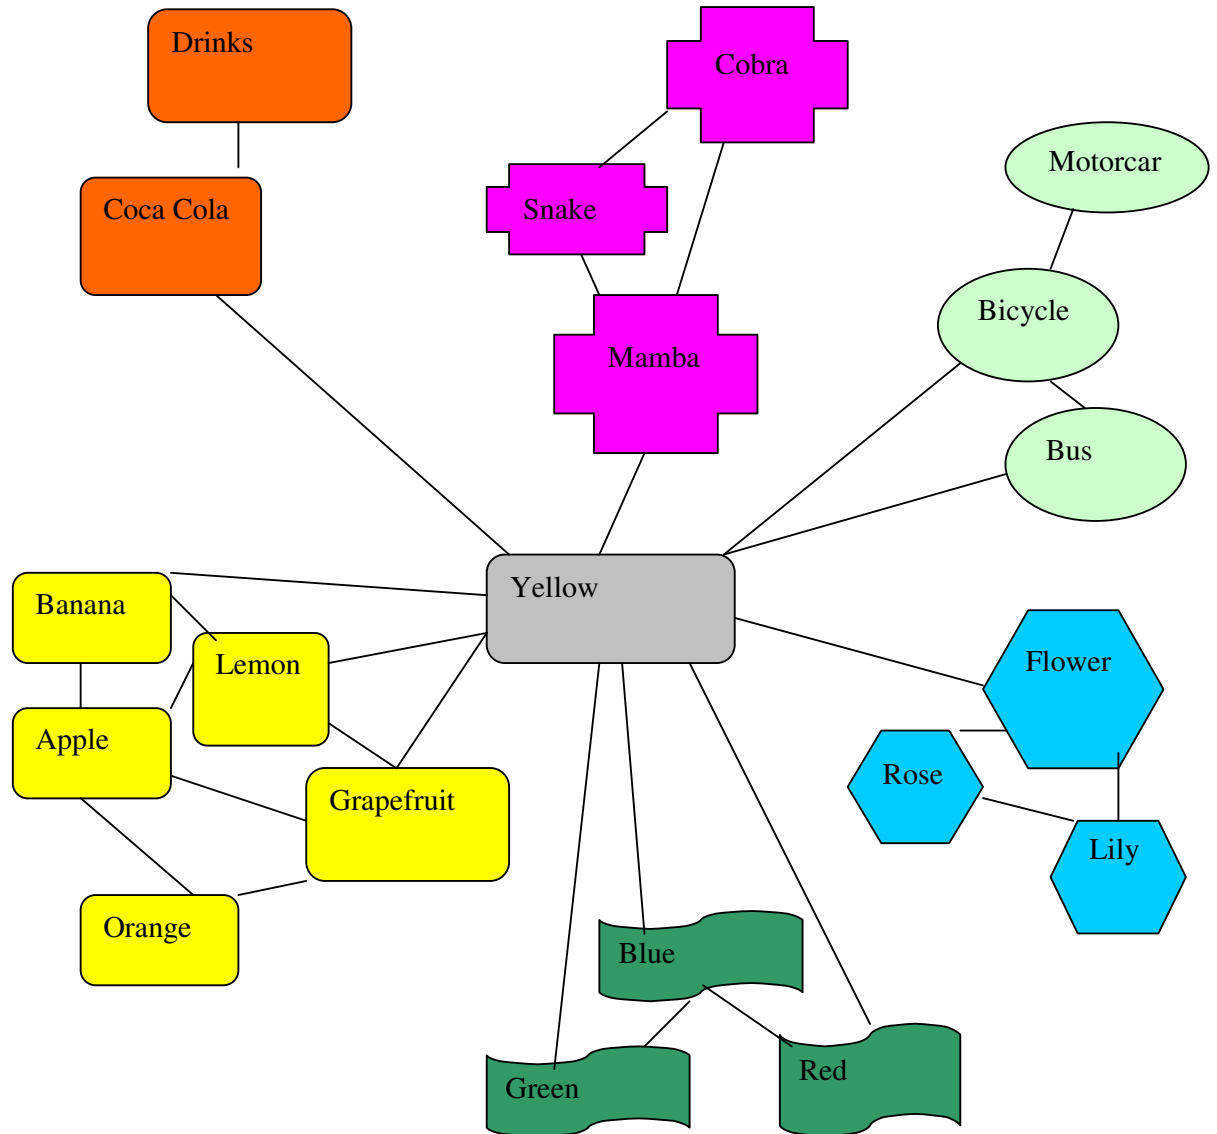 Drinks
Cobra
Motorcar
Coca Cola
Snake
Bicycle
Mamba
Bus
Yellow
Banana
Lemon
Flower
Apple
Rose
Grapefruit
Lily
Orange
Blue
Red
Green